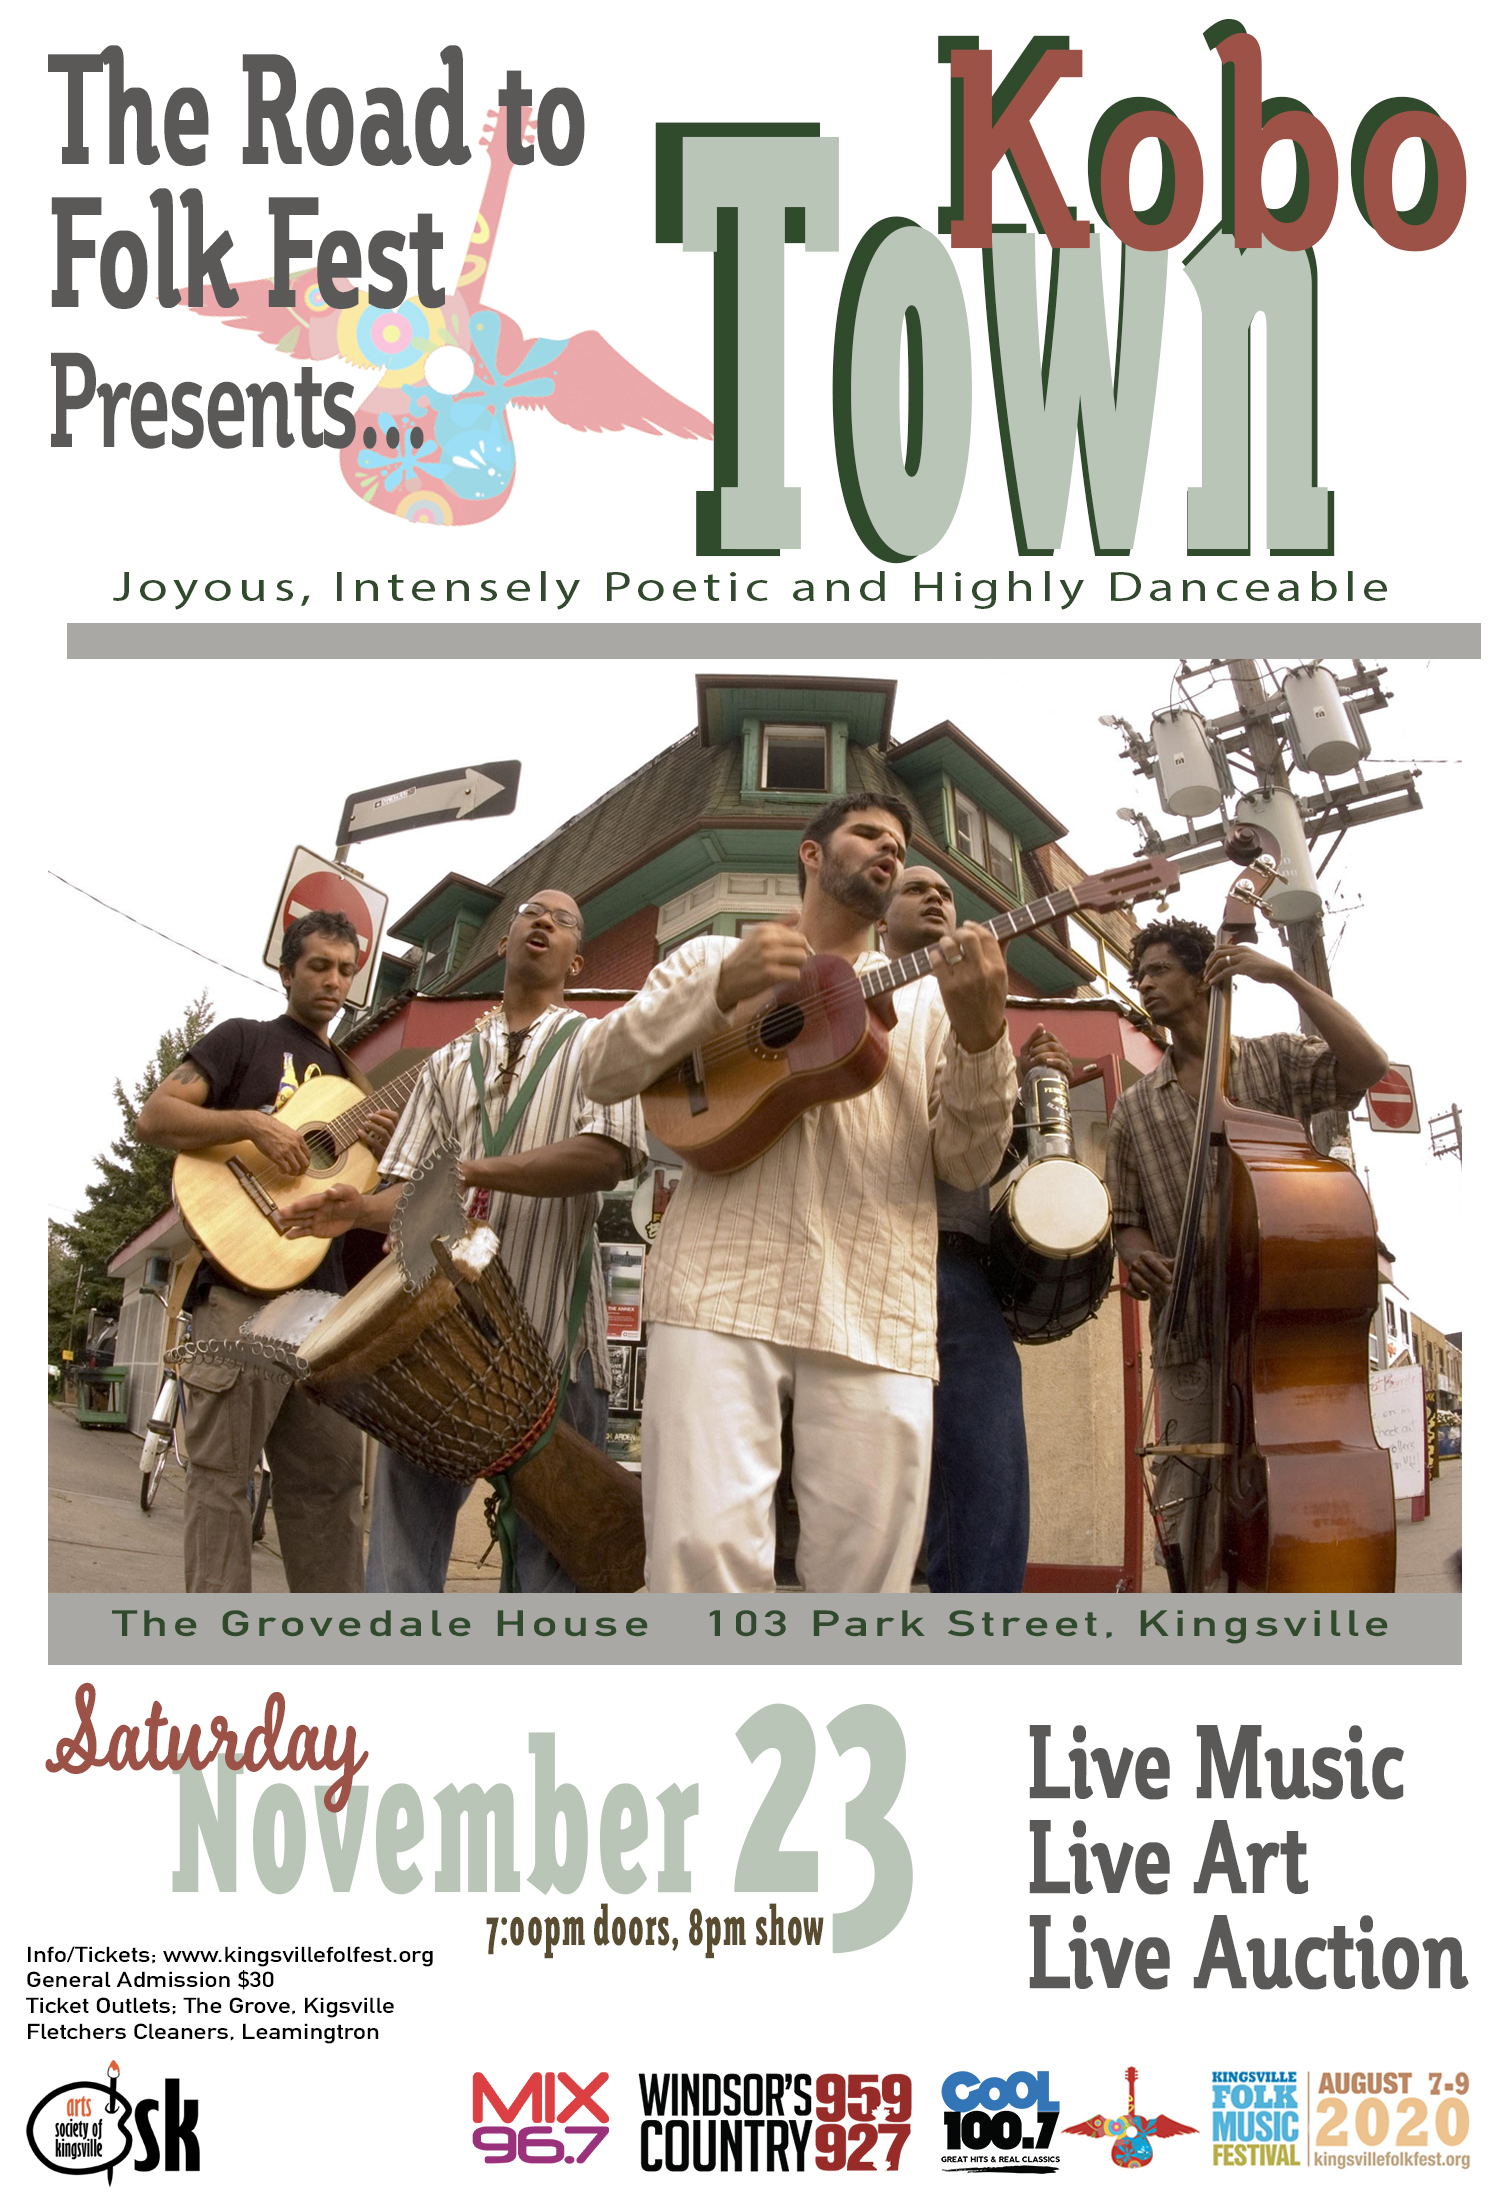 The Road to
Folk Fest
Presents...
Kobo
Town
Joyous, Intensely Poetic and Highly Danceable
THE ANNEX
The Grovedale House 103 Park Street, Kingsville
Saturday
November 23
7:00pm doors, 8pm show
Live Music
Live Art
Live Auction
Info/Tickets; www.kingsvillefolfest.org
General Admission $30
Ticket Outlets; The Grove, Kigsville
Fletchers Cleaners, Leamingtron
arts
society of
kingsville
sk
MIX
96.7
WINDSOR'S
COUNTRY
959
927
COOL
100.7
GREAT HITS & REAL CLASSICS
KINGSVILLE
FOLK
MUSIC
FESTIVAL
AUGUST 7-9
2020
kingsvillefolkfest.org